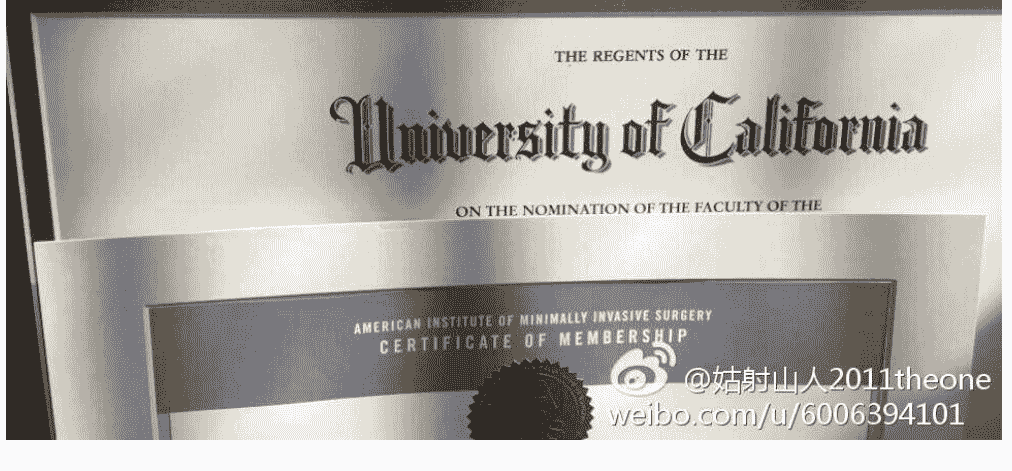 THE REGENTS OF THE
University of California
ON THE NOMINATION OF THE FACULTY OF THE
AMERICAN INSTITUTE OF MINIMALLY INVASIVE SURGERY
CERTIFICATE OF MEMBERSHIP
@姑射山人2011theone
weibo.com/u/6006394101